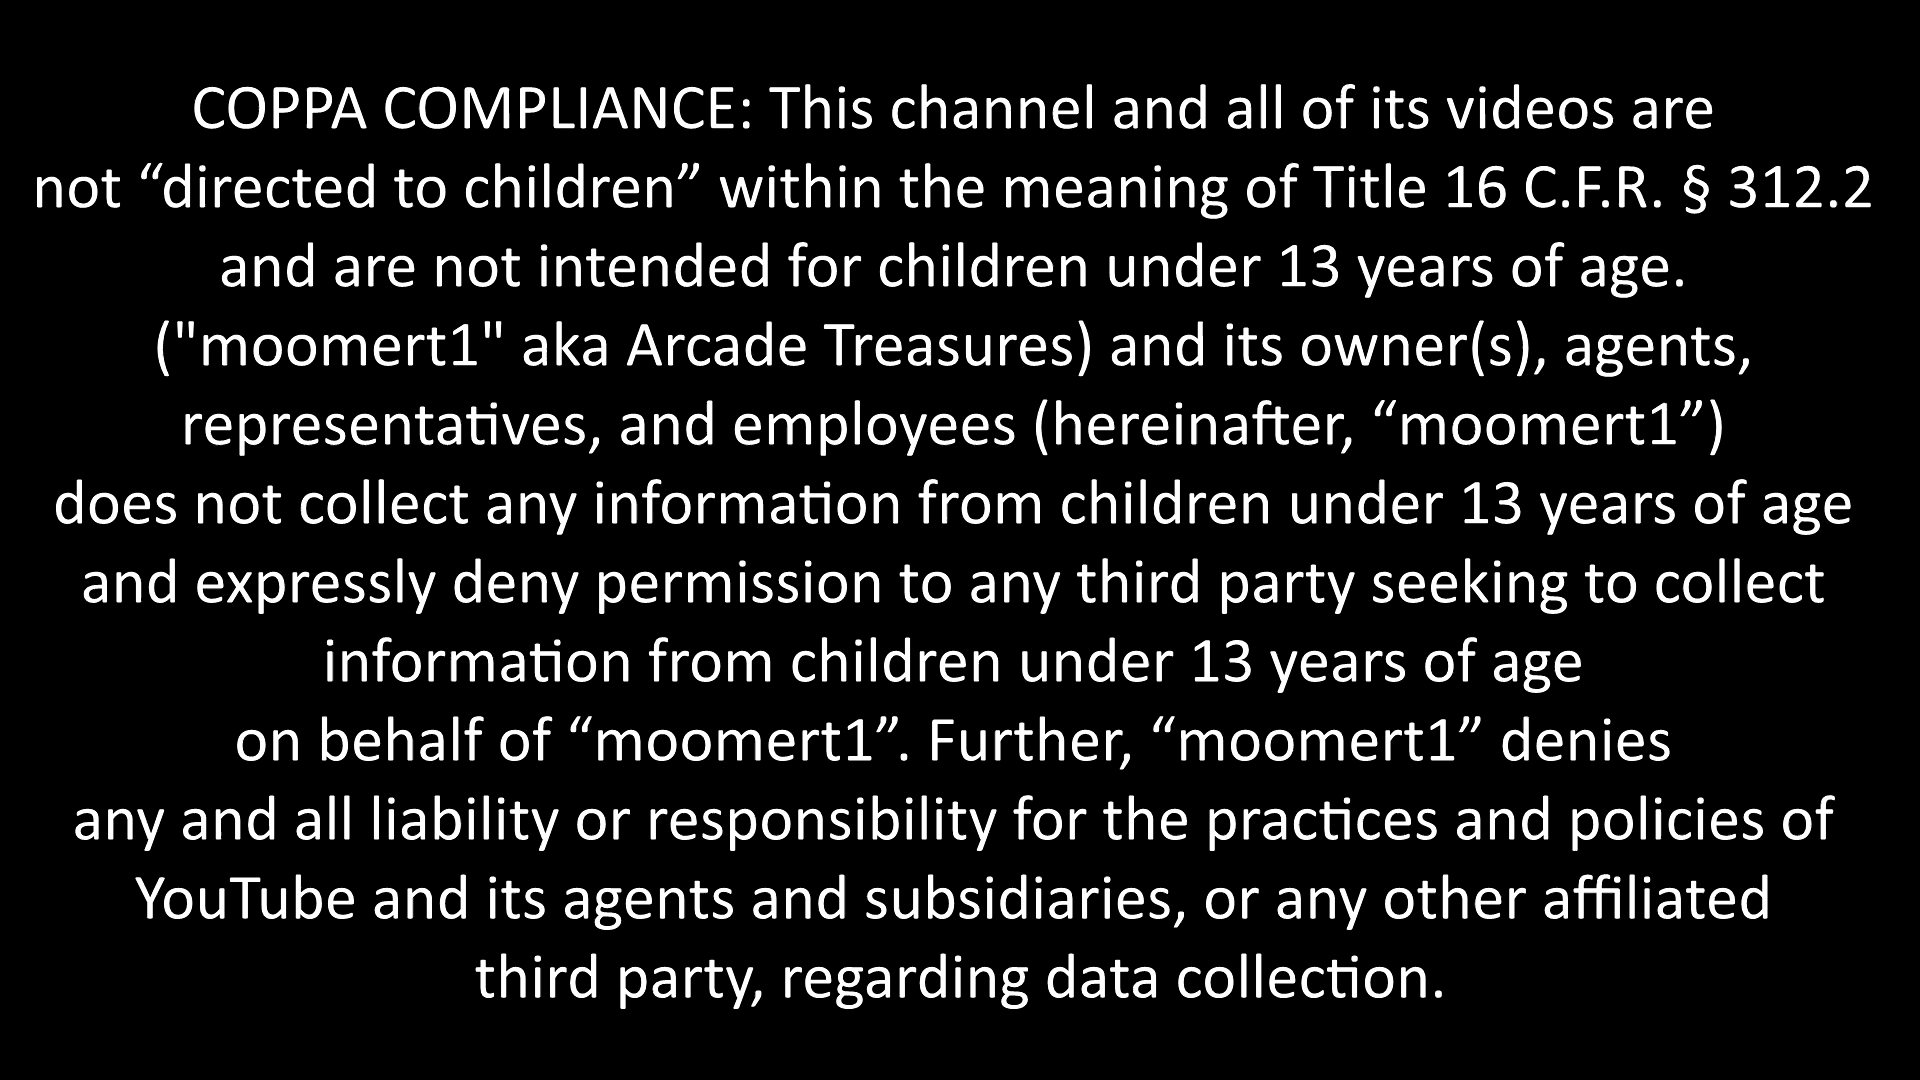 COPPA COMPLIANCE: This channel and all of its videos are
not “directed to children” within the meaning of Title 16 C.F.R. § 312.2
and are not intended for children under 13 years of age.
("moomert1" aka Arcade Treasures) and its owner(s), agents,
representatives, and employees (hereinafter, “moomert1”)
does not collect any information from children under 13 years of age
and expressly deny permission to any third party seeking to collect
information from children under 13 years of age
on behalf of “moomert1”. Further, “moomert1” denies
any and all liability or responsibility for the practices and policies of
YouTube and its agents and subsidiaries, or any other affiliated
third party, regarding data collection.